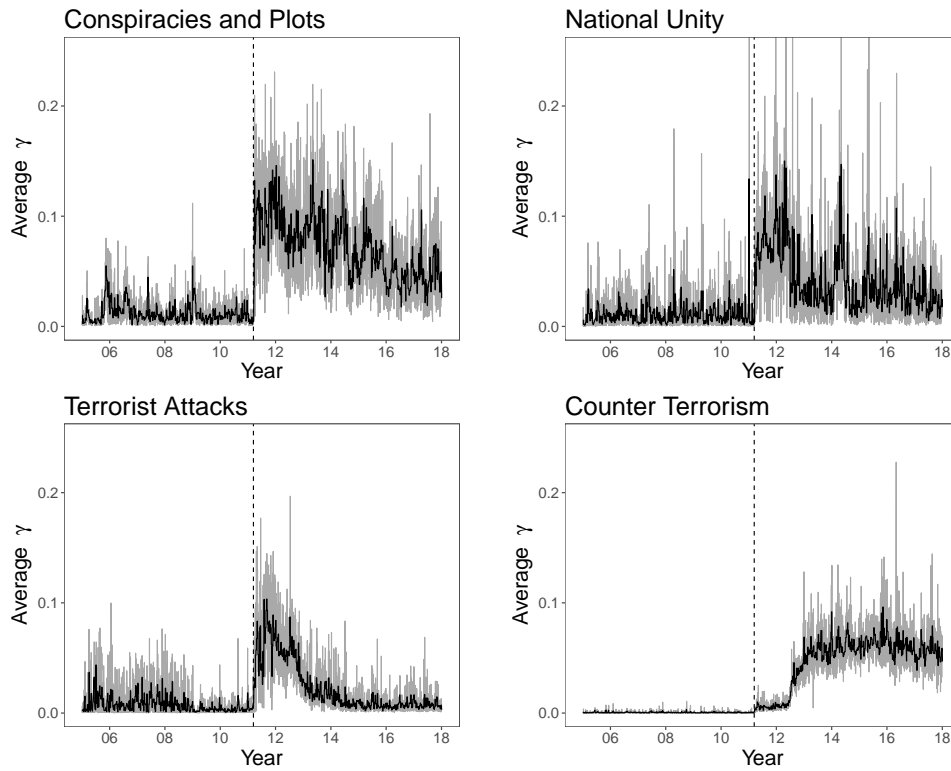 Conspiracies and Plots
Average γ
0.2
0.1
0.0
06 08 10 12 14 16 18
Year
National Unity
Average γ
0.2
0.1
0.0
06 08 10 12 14 16 18
Year
Terrorist Attacks
Average γ
0.2
0.1
0.0
06 08 10 12 14 16 18
Year
Counter Terrorism
Average γ
0.2
0.1
0.0
06 08 10 12 14 16 18
Year